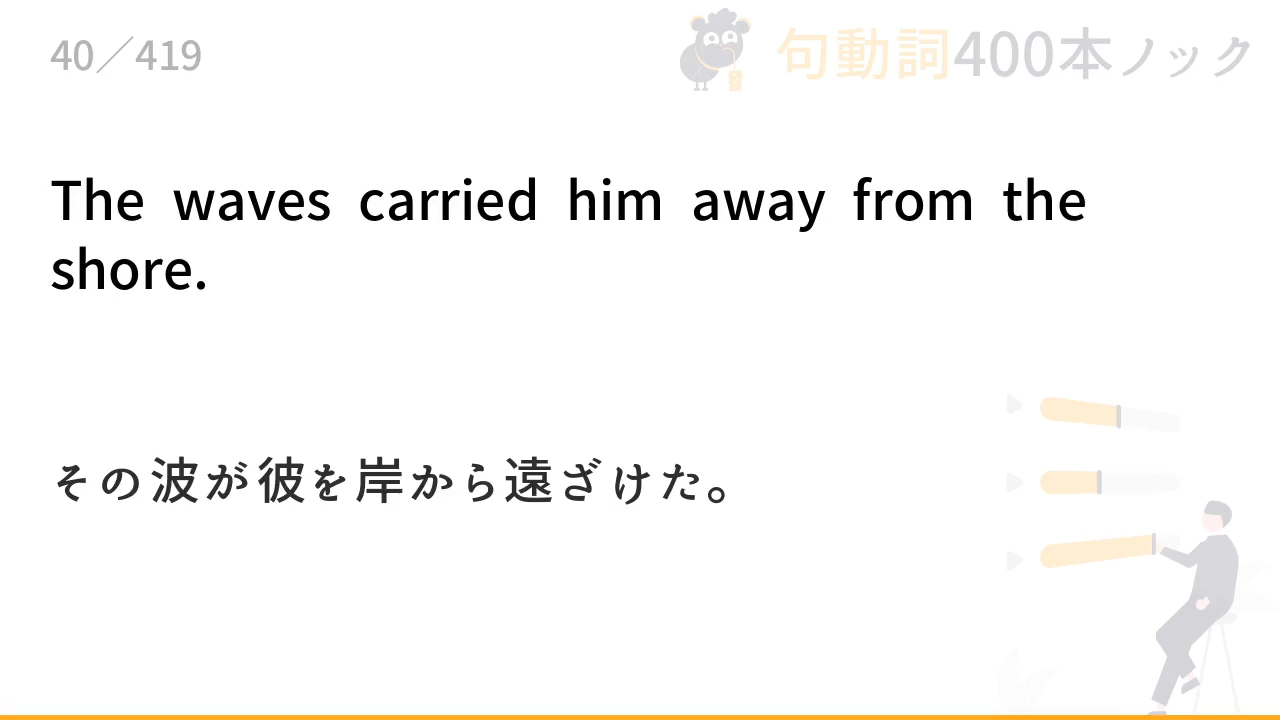 40／419
句動詞400本ノック
The waves carried him away from the
shore.
その波が彼を岸から遠ざけた。